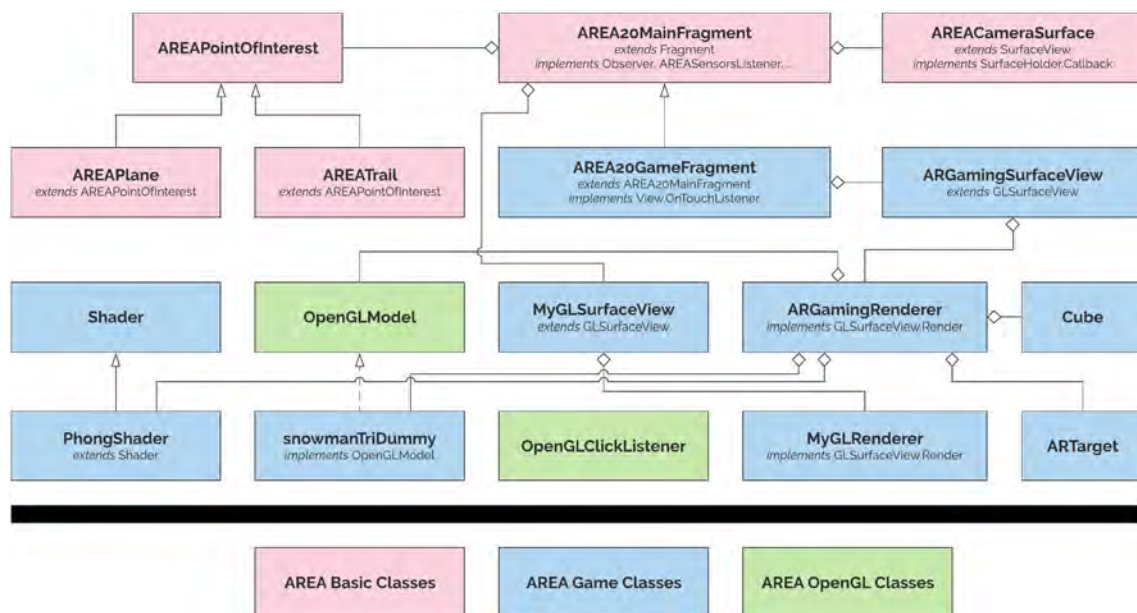 AREAPointOfInterest
AREA20MainFragment
extends Fragment
implements Observer, AREASensorsListener, ...
AREACameraSurface
extends SurfaceView
implements SurfaceHolder.Callback
AREAPlane
extends AREAPointOfInterest
AREATrail
extends AREAPointOfInterest
AREA20GameFragment
extends AREA20MainFragment
implements View.OnTouchListener
ARGamingSurfaceView
extends GLSurfaceView
Shader
OpenGLModel
MyGLSurfaceView
extends GLSurfaceView
ARGamingRenderer
implements GLSurfaceView.Render
Cube
PhongShader
extends Shader
snowmanTriDummy
implements OpenGLModel
OpenGLClickListener
MyGLRenderer
implements GLSurfaceView.Render
ARTarget
AREA Basic Classes
AREA Game Classes
AREA OpenGL Classes